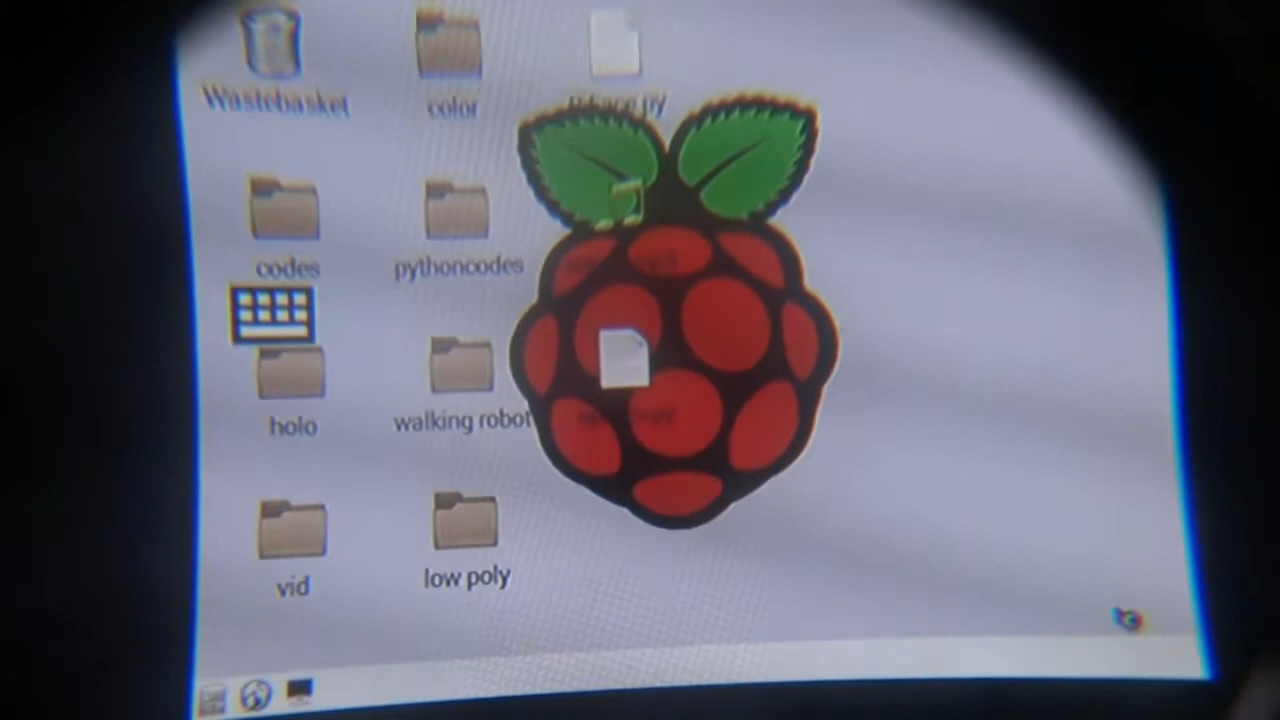 Wastebasket
color
codes
pythoncodes
holo
walking robot
vid
low poly